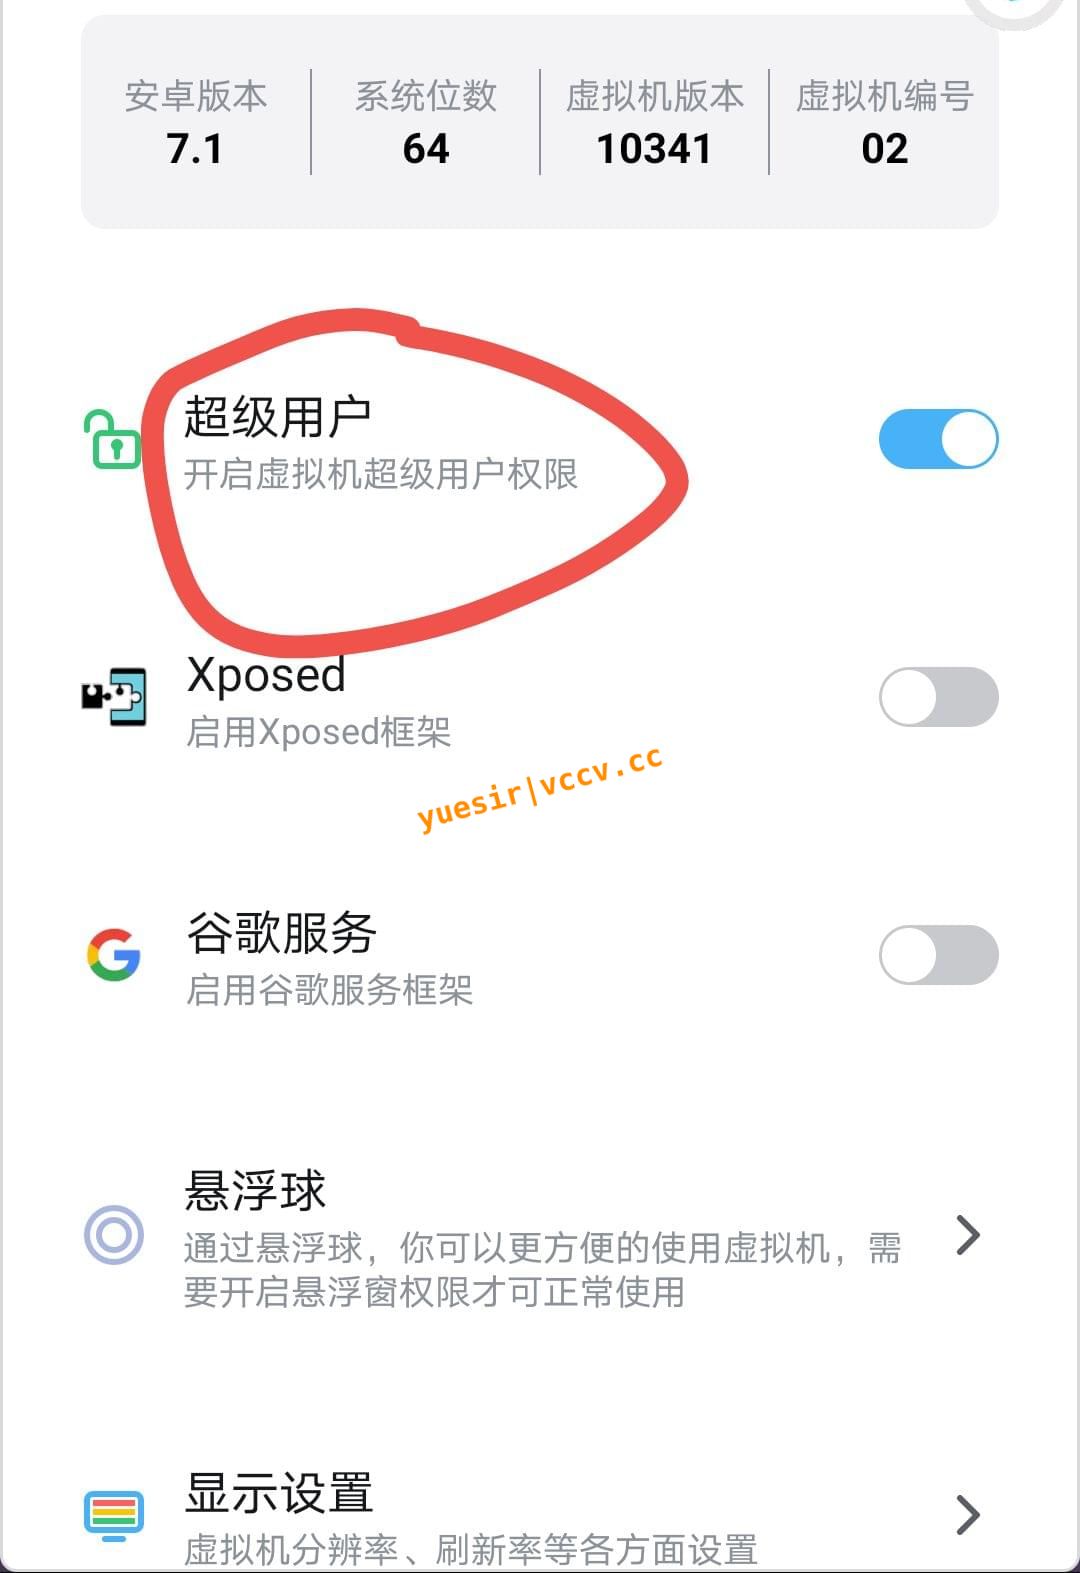 安卓版本 系统位数 虚拟机版本 虚拟机编号
7.1 64 10341 02
超级用户
开启虚拟机超级用户权限
Xposed
启用Xposed框架
yuesir|vccv.cc
谷歌服务
启用谷歌服务框架
悬浮球
通过悬浮球，你可以更方便的使用虚拟机，需
要开启悬浮窗权限才可正常使用
显示设置
虚拟机分辨率、刷新率等各方面设置